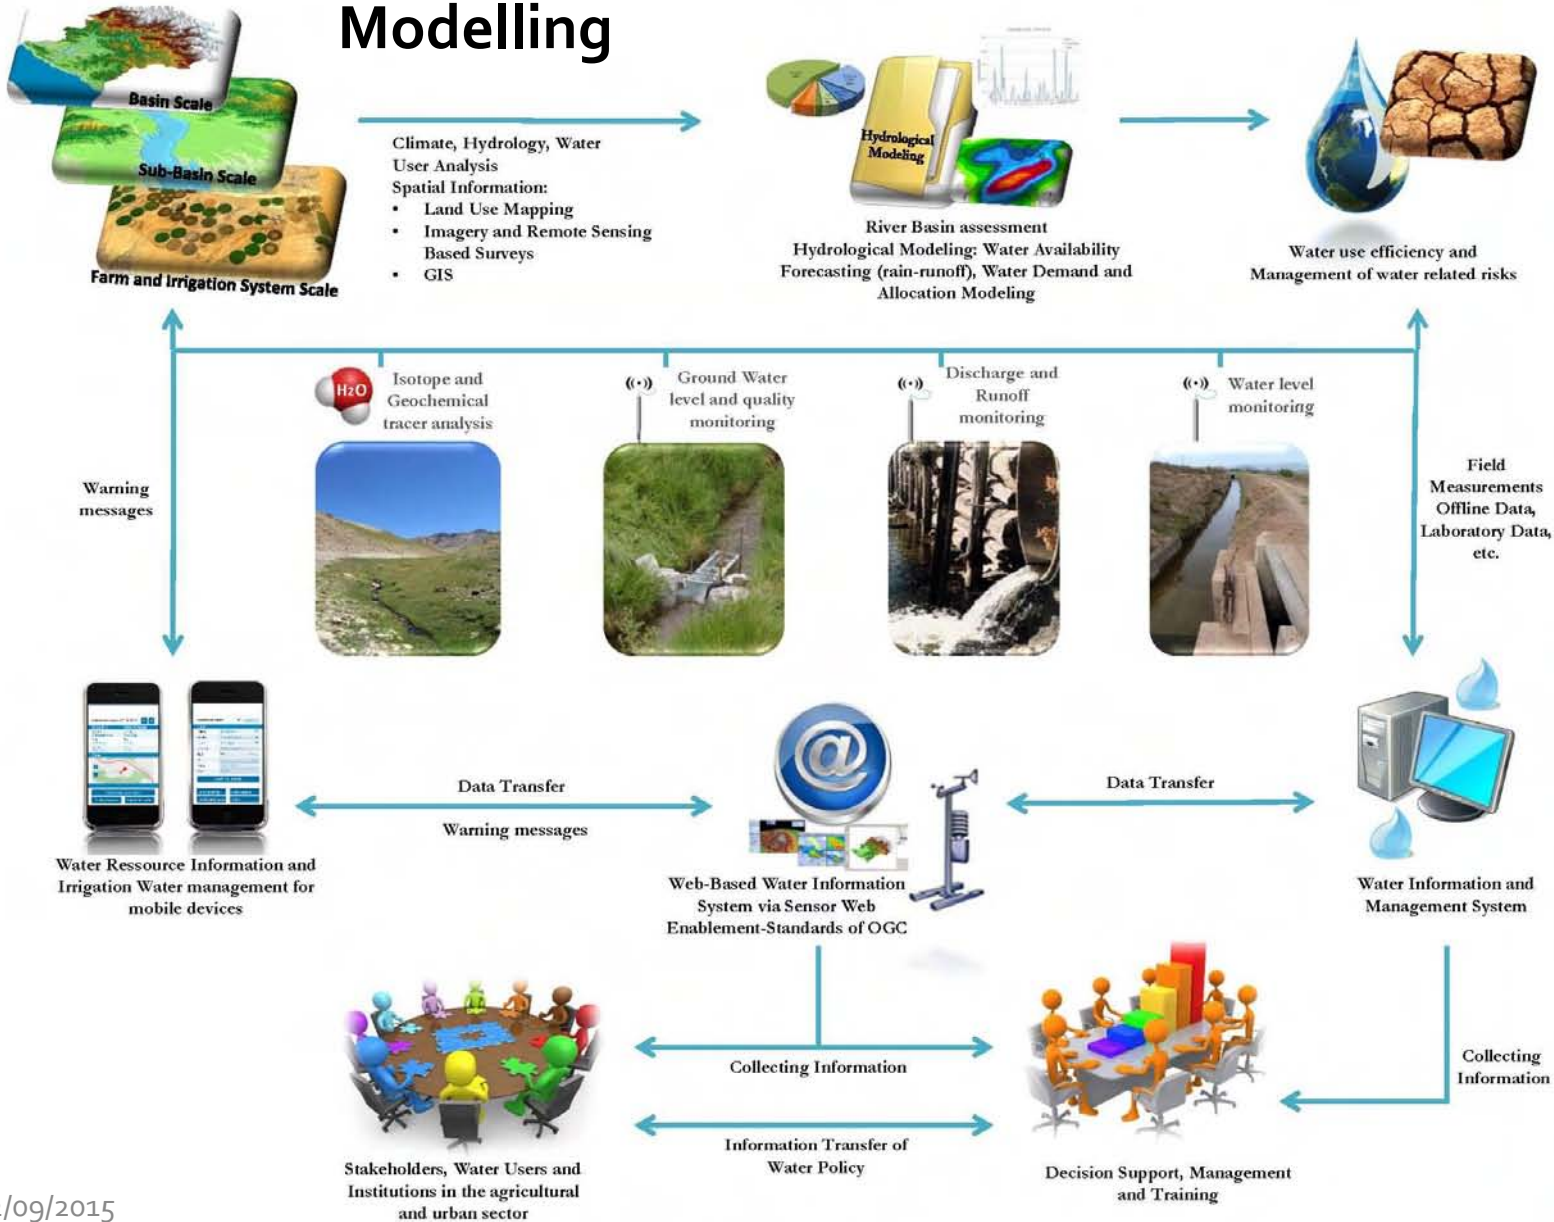 Modelling
Basin Scale
Sub-Basin Scale
Farm and Irrigation System Scale
Climate, Hydrology, Water
User Analysis
Spatial Information:
• Land Use Mapping
• Imagery and Remote Sensing
Based Surveys
• GIS
Hydrological
Modeling
River Basin assessment
Hydrological Modeling: Water Availability
Forecasting (rain-runoff), Water Demand and
Allocation Modeling
Water use efficiency and
Management of water related risks
H2O
Isotope and
Geochemical
tracer analysis
Ground Water
level and quality
monitoring
Discharge and
Runoff
monitoring
Water level
monitoring
Warning
messages
Field
Measurements
Offline Data,
Laboratory Data,
etc.
Data Transfer
Warning messages
@
Data Transfer
Water Ressource Information and
Irrigation Water management for
mobile devices
Web-Based Water Information
System via Sensor Web
Enablement-Standards of OGC
Water Information and
Management System
Collecting Information
Collecting
Information
Information Transfer of
Water Policy
Stakeholders, Water Users and
Institutions in the agricultural
and urban sector
Decision Support, Management
and Training
/09/2015